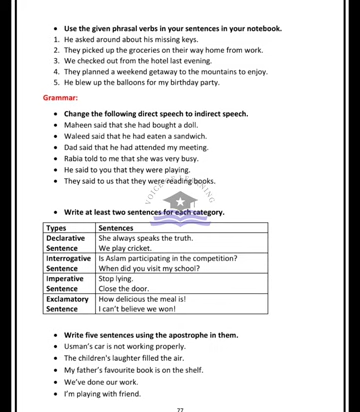 Use the given phrasal verbs in your sentences in your notebook.
1. He asked around about his missing keys.
2. They picked up the groceries on their way home from work.
3. We checked out from the hotel last evening.
4. They planned a weekend getaway to the mountains to enjoy.
5. He blew up the balloons for my birthday party.
Grammar:
Change the following direct speech to indirect speech.
Maheen said that she had bought a doll.
Waleed said that he had eaten a sandwich.
Dad said that he had attended my meeting.
Rabia told to me that she was very busy.
He said to you that they were playing.
They said to us that they were reading books.
Write at least two sentences for each category.
Types Sentences
Declarative She always speaks the truth.
Sentence We play cricket.
Interrogative Is Aslam participating in the competition?
Sentence When did you visit my school?
Imperative Stop lying.
Sentence Close the door.
Exclamatory How delicious the meal is!
Sentence I can't believe we won!
Write five sentences using the apostrophe in them.
Usman's car is not working properly.
The children's laughter filled the air.
My father's favourite book is on the shelf.
We've done our work.
I'm playing with friend.
77